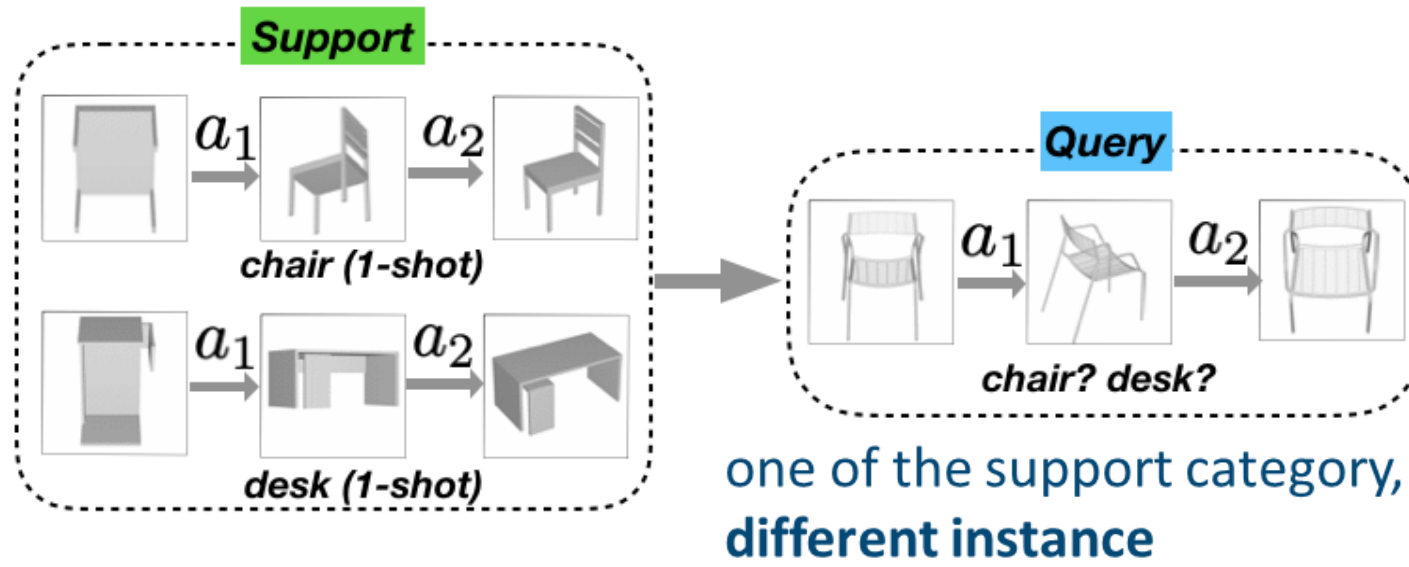 Support
a1 a2
chair (1-shot)
a1 a2
desk (1-shot)
Query
a1 a2
chair? desk?
one of the support category,
different instance